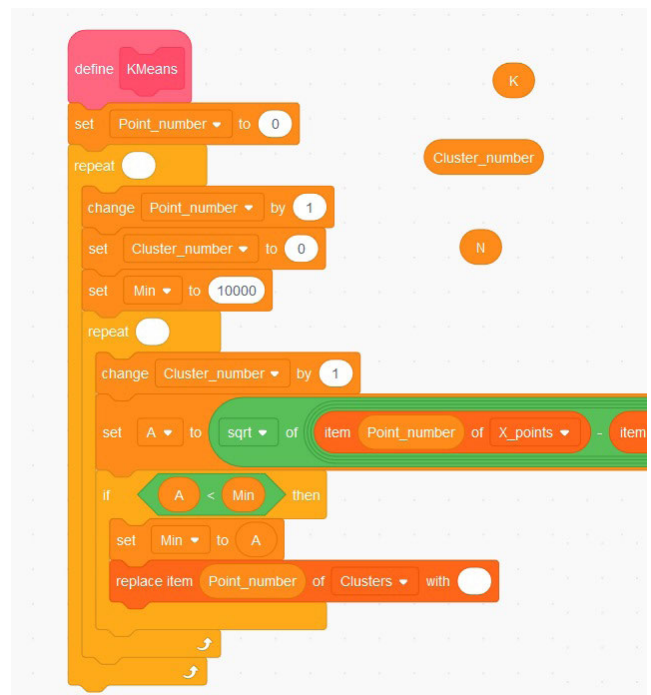 define KMeans
K
set Point_number to 0
Cluster_number
repeat
change Point_number by 1
set Cluster_number to 0
N
set Min to 10000
repeat
change Cluster_number by 1
set A to sqrt of item Point_number of X_points - item
if A < Min then
set Min to A
replace item Point_number of Clusters with